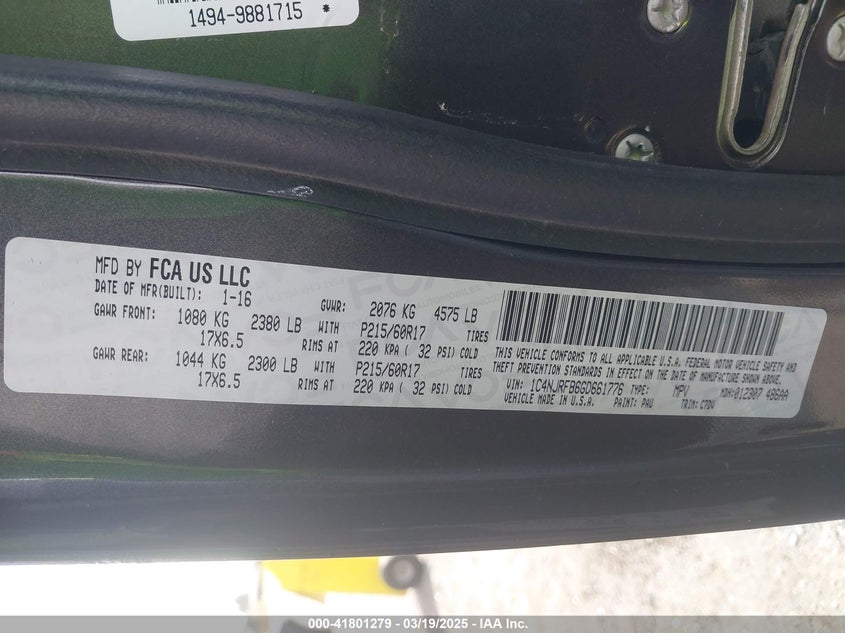 1494-9881715 *
MFD BY FCA US LLC
DATE OF MFR(BUILT): 1-16 GVWR: 2076 KG 4575 LB
GAWR FRONT: 1080 KG 2380 LB WITH P215/60R17 TIRES
17X6.5 RIMS AT 220 KPA ( 32 PSI) COLD
GAWR REAR: 1044 KG 2300 LB WITH P215/60R17 TIRES
17X6.5 RIMS AT 220 KPA ( 32 PSI) COLD
THIS VEHICLE CONFORMS TO ALL APPLICABLE U.S.A. FEDERAL MOTOR VEHICLE SAFETY AND
THEFT PREVENTION STANDARDS IN EFFECT ON THE DATE OF MANUFACTURE SHOWN ABOVE.
VIN: 1C4NJRFB6GD661776 TYPE: MPV MDH:012307 486AA
VEHICLE MADE IN U.S.A. PAINT: PAU TRIM: CPDV
000-41801279 | 03/19/2025 | IAA Inc.